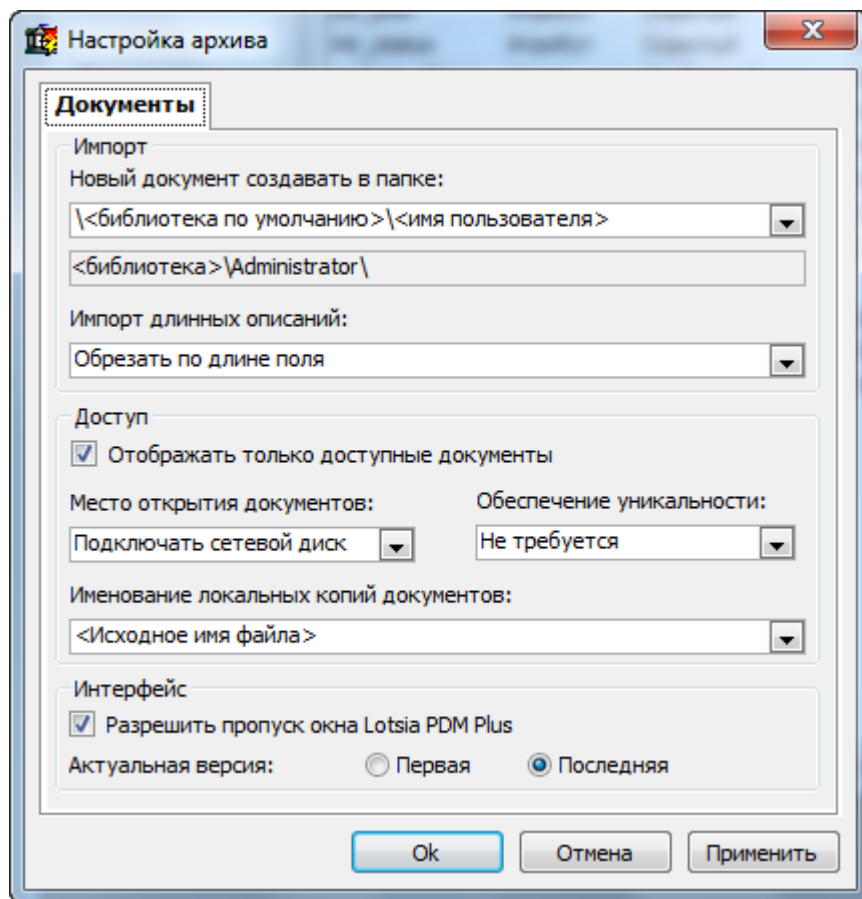 Настройка архива
Документы
Импорт
Новый документ создавать в папке:
\<библиотека по умолчанию>\<имя пользователя>
<библиотека>\Administrator\
Импорт длинных описаний:
Обрезать по длине поля
Доступ
Отображать только доступные документы
Место открытия документов: Обеспечение уникальности:
Подключать сетевой диск Не требуется
Именование локальных копий документов:
<Исходное имя файла>
Интерфейс
Разрешить пропуск окна Lotsia PDM Plus
Актуальная версия: Первая Последняя
Ok Отмена Применить